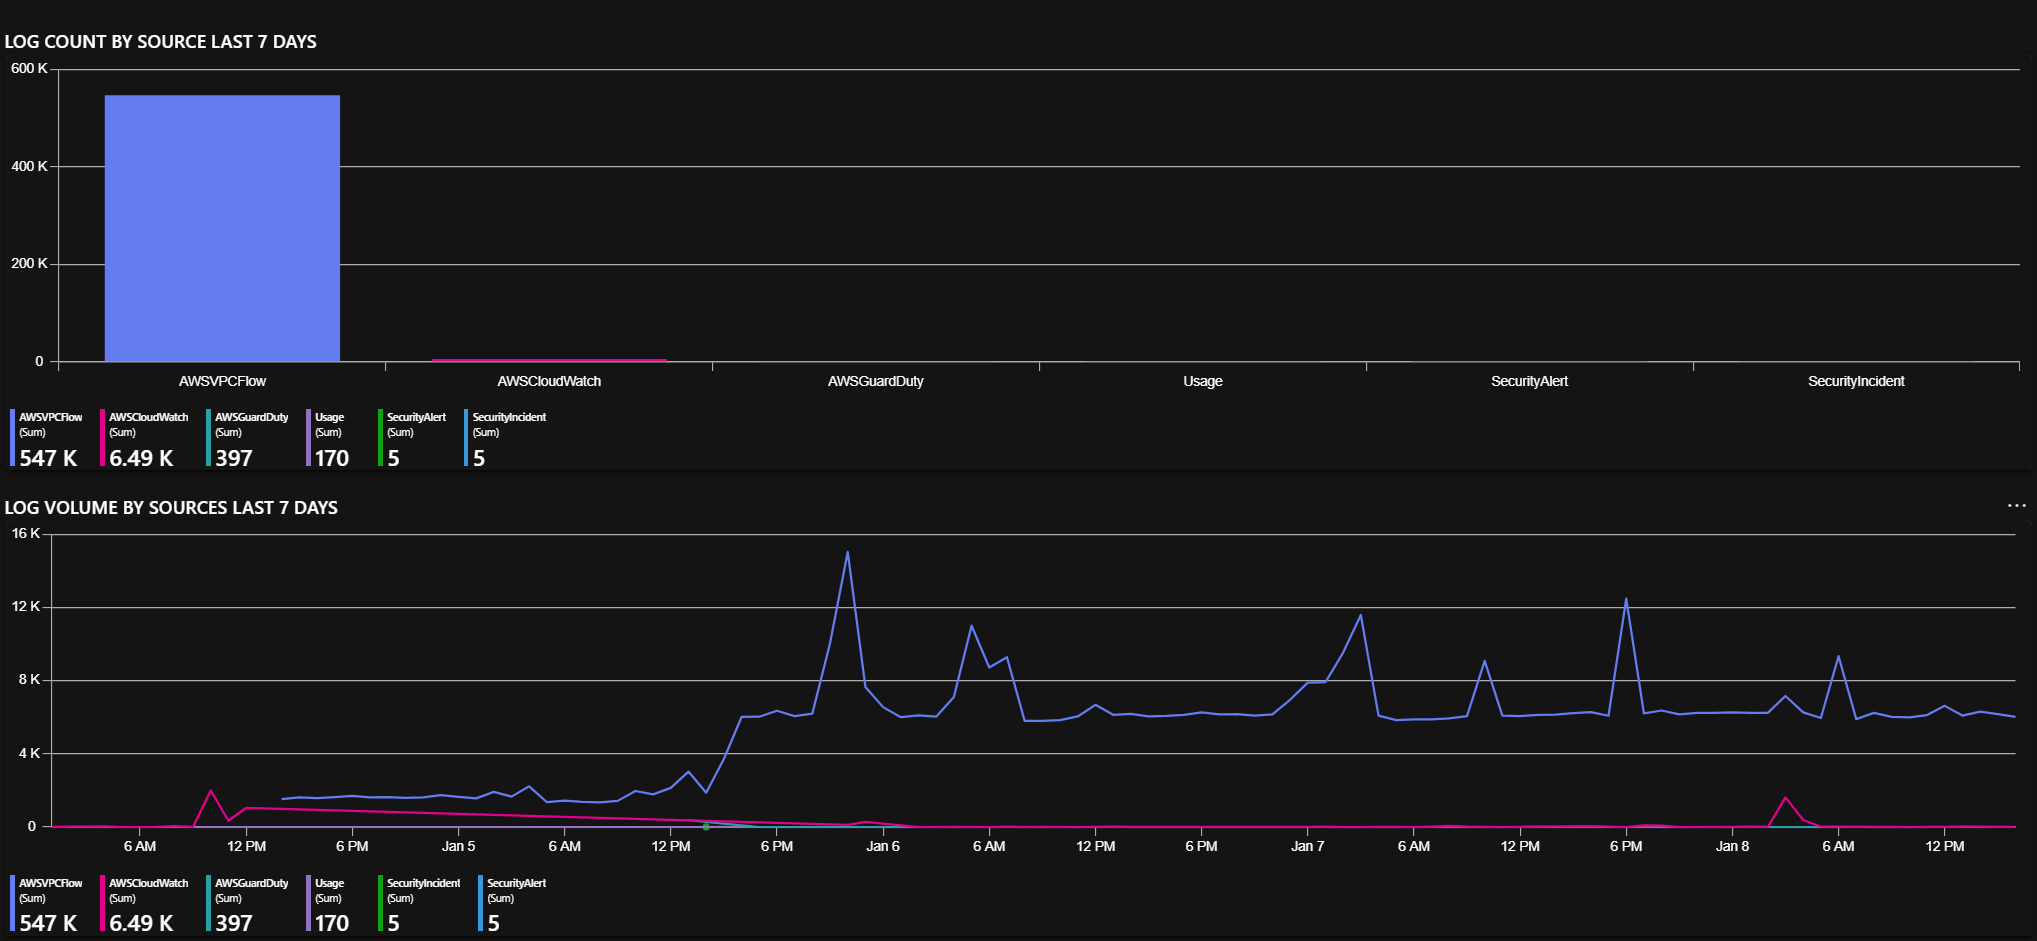 LOG COUNT BY SOURCE LAST 7 DAYS
600 K
400 K
200 K
0
AWSVPCFlow AWSCloudWatch AWSGuardDuty Usage SecurityAlert SecurityIncident
AWSVPCFlow AWSCloudWatch AWSGuardDuty Usage SecurityAlert SecurityIncident
(Sum) (Sum) (Sum) (Sum) (Sum) (Sum)
547 K 6.49 K 397 170 5 5
LOG VOLUME BY SOURCES LAST 7 DAYS
...
16 K
12 K
8 K
4 K
0
6 AM 12 PM 6 PM Jan 5 6 AM 12 PM 6 PM Jan 6 6 AM 12 PM 6 PM Jan 7 6 AM 12 PM 6 PM Jan 8 6 AM 12 PM
AWSVPCFlow AWSCloudWatch AWSGuardDuty Usage SecurityIncident SecurityAlert
(Sum) (Sum) (Sum) (Sum) (Sum) (Sum)
547 K 6.49 K 397 170 5 5